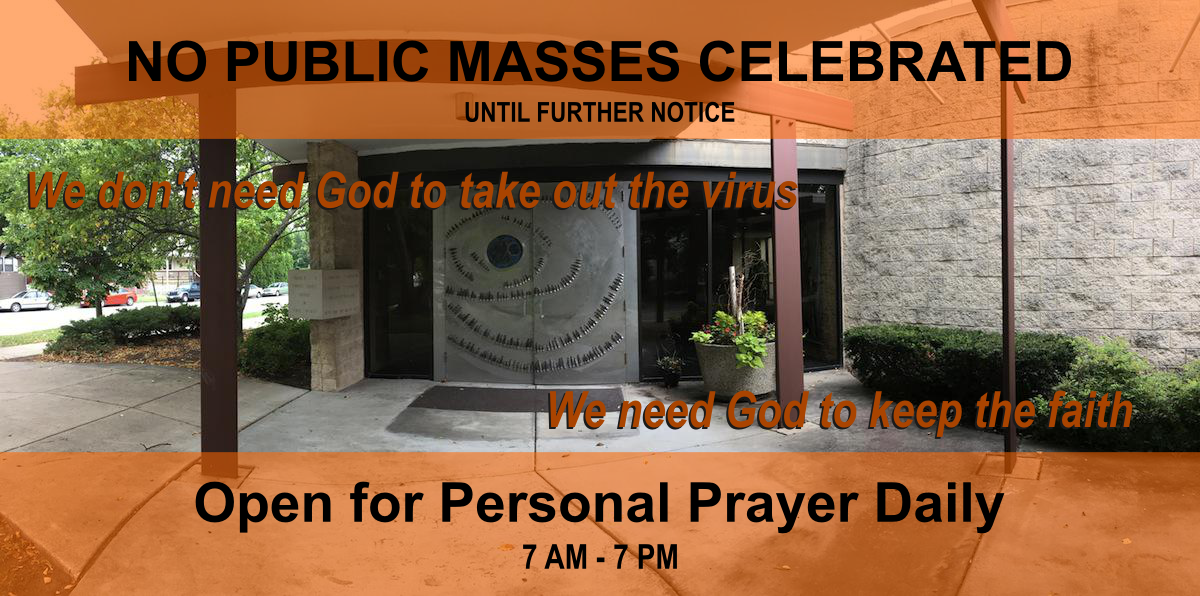 NO PUBLIC MASSES CELEBRATED
UNTIL FURTHER NOTICE
We don't need God to take out the virus
We need God to keep the faith
Open for Personal Prayer Daily
7 AM - 7 PM